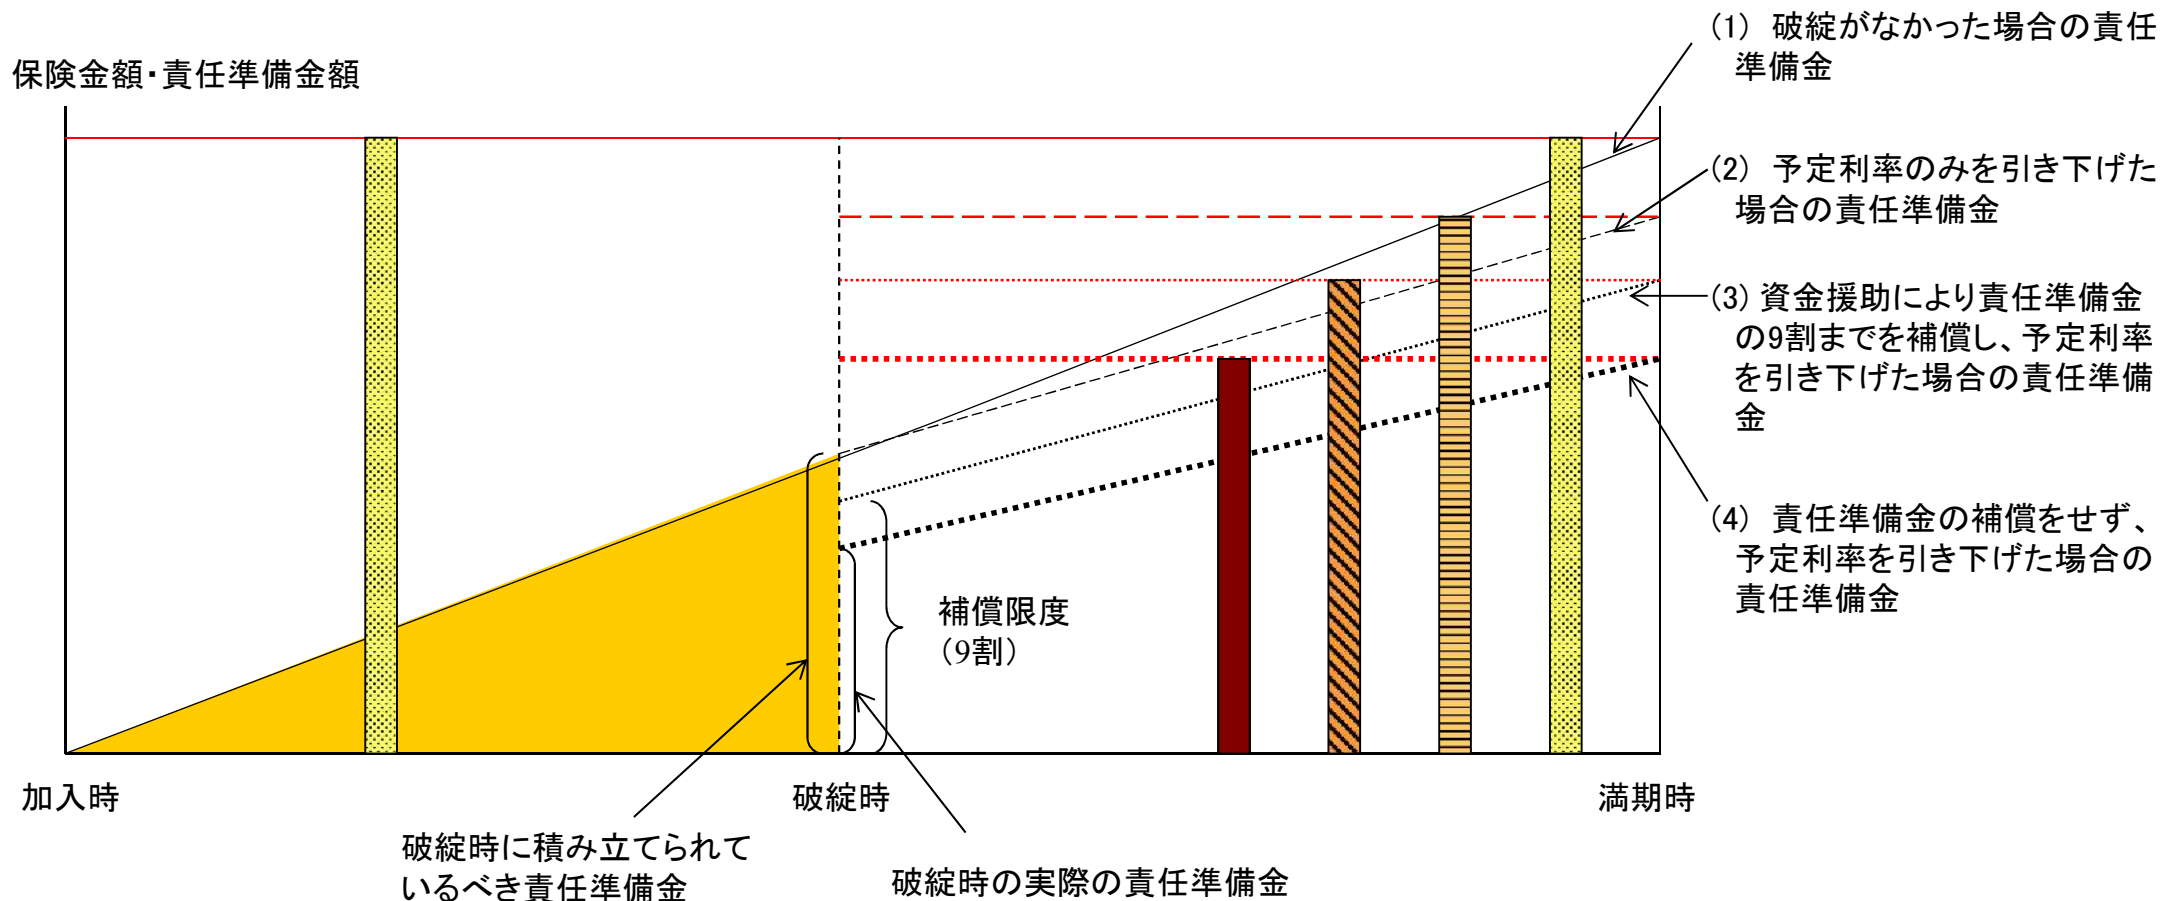 保険金額・責任準備金額
(1) 破綻がなかった場合の責任
準備金
(2) 予定利率のみを引き下げた
場合の責任準備金
(3) 資金援助により責任準備金
の9割までを補償し、予定利率
を引き下げた場合の責任準備
金
(4) 責任準備金の補償をせず、
予定利率を引き下げた場合の
責任準備金
補償限度
(9割)
加入時
破綻時
満期時
破綻時に積み立てられて
いるべき責任準備金
破綻時の実際の責任準備金